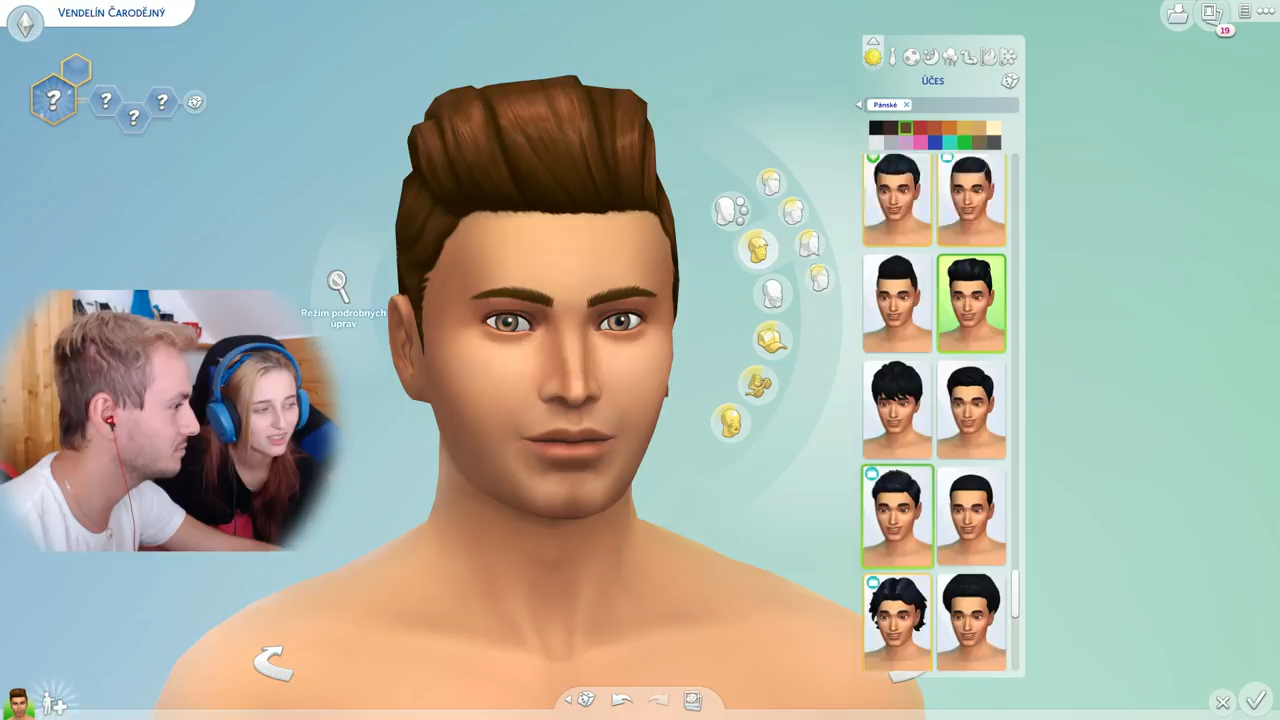 Vendelín Čarodějný
19
ÚČES
Pánské
Režim podrobných
úprav
?
?
?
?